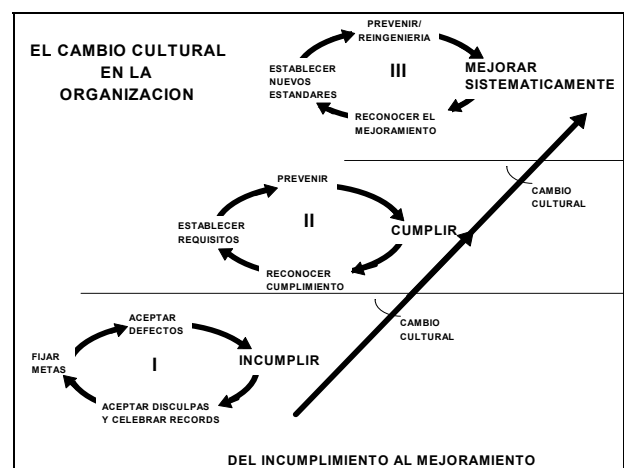 EL CAMBIO CULTURAL
EN LA
ORGANIZACION
PREVENIR/
REINGENIERIA
ESTABLECER
NUEVOS
ESTANDARES
III
MEJORAR
SISTEMATICAMENTE
RECONOCER EL
MEJORAMIENTO
CAMBIO
CULTURAL
PREVENIR
ESTABLECER
REQUISITOS
II
CUMPLIR
RECONOCER
CUMPLIMIENTO
CAMBIO
CULTURAL
ACEPTAR
DEFECTOS
FIJAR
METAS
I
INCUMPLIR
ACEPTAR DISCULPAS
Y CELEBRAR RECORDS
DEL INCUMPLIMIENTO AL MEJORAMIENTO